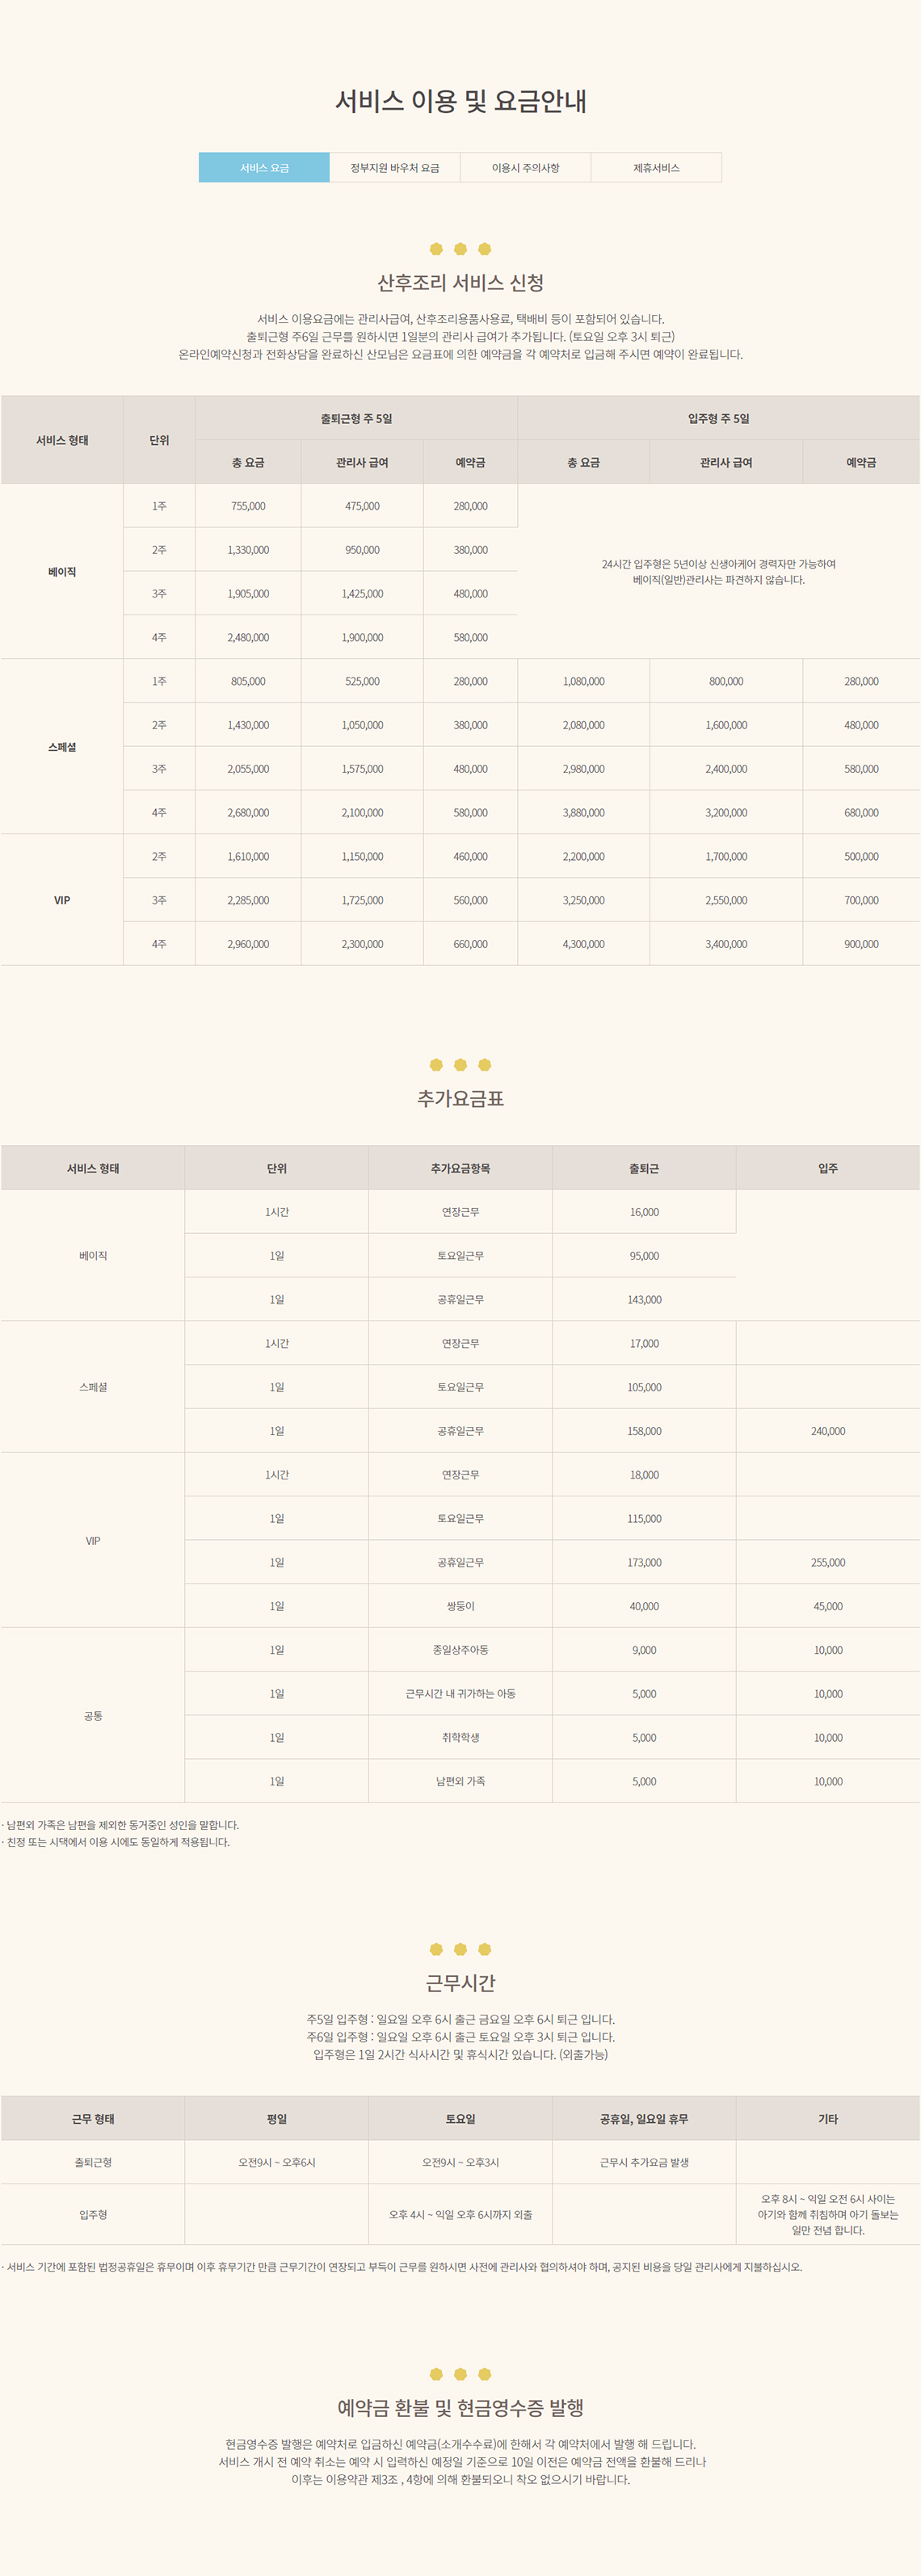 서비스 이용 및 요금안내
서비스 요금 정부지원 바우처 요금 이용시 주의사항 제휴서비스
산후조리 서비스 신청
서비스 이용요금에는 관리사급여, 산후조리용품사용료, 택배비 등이 포함되어 있습니다.
출퇴근형 주6일 근무를 원하시면 1일분의 관리사 급여가 추가됩니다. (토요일 오후 3시 퇴근)
온라인예약신청과 전화상담을 완료하신 산모님은 요금표에 의한 예약금을 각 예약처로 입금해 주시면 예약이 완료됩니다.
서비스 형태 단위 출퇴근형 주 5일 입주형 주 5일
총 요금 관리사 급여 예약금 총 요금 관리사 급여 예약금
베이직
1주 755,000 475,000 280,000
2주 1,330,000 950,000 380,000
3주 1,905,000 1,425,000 480,000
4주 2,480,000 1,900,000 580,000
24시간 입주형은 5년이상 신생아케어 경력자만 가능하여
베이직(일반)관리사는 파견하지 않습니다.
스페셜
1주 805,000 525,000 280,000 1,080,000 800,000 280,000
2주 1,430,000 1,050,000 380,000 2,080,000 1,600,000 480,000
3주 2,055,000 1,575,000 480,000 2,980,000 2,400,000 580,000
4주 2,680,000 2,100,000 580,000 3,880,000 3,200,000 680,000
VIP
2주 1,610,000 1,150,000 460,000 2,200,000 1,700,000 500,000
3주 2,285,000 1,725,000 560,000 3,250,000 2,550,000 700,000
4주 2,960,000 2,300,000 660,000 4,300,000 3,400,000 900,000
추가요금표
서비스 형태 단위 추가요금항목 출퇴근 입주
베이직
1시간 연장근무 16,000
1일 토요일근무 95,000
1일 공휴일근무 143,000
스페셜
1시간 연장근무 17,000
1일 토요일근무 105,000
1일 공휴일근무 158,000 240,000
VIP
1시간 연장근무 18,000
1일 토요일근무 115,000
1일 공휴일근무 173,000 255,000
1일 쌍둥이 40,000 45,000
공통
1일 종일상주아동 9,000 10,000
1일 근무시간 내 귀가하는 아동 5,000 10,000
1일 취학학생 5,000 10,000
1일 남편외 가족 5,000 10,000
· 남편외 가족은 남편을 제외한 동거중인 성인을 말합니다.
· 친정 또는 시댁에서 이용 시에도 동일하게 적용됩니다.
근무시간
주5일 입주형 : 일요일 오후 6시 출근 금요일 오후 6시 퇴근 입니다.
주6일 입주형 : 일요일 오후 6시 출근 토요일 오후 3시 퇴근 입니다.
입주형은 1일 2시간 식사시간 및 휴식시간 있습니다. (외출가능)
근무 형태 평일 토요일 공휴일, 일요일 휴무 기타
출퇴근형 오전9시 ~ 오후6시 오전9시 ~ 오후3시 근무시 추가요금 발생
입주형 오후 4시 ~ 익일 오후 6시까지 외출
오후 8시 ~ 익일 오전 6시 사이는
아기와 함께 취침하며 아기 돌보는
일만 전념 합니다.
· 서비스 기간에 포함된 법정공휴일은 휴무이며 이후 휴무기간 만큼 근무기간이 연장되고 부득이 근무를 원하시면 사전에 관리사와 협의하셔야 하며, 공지된 비용을 당일 관리사에게 지불하십시오.
예약금 환불 및 현금영수증 발행
현금영수증 발행은 예약처로 입금하신 예약금(소개수수료)에 한해서 각 예약처에서 발행 해 드립니다.
서비스 개시 전 예약 취소는 예약 시 입력하신 예정일 기준으로 10일 이전은 예약금 전액을 환불해 드리나
이후는 이용약관 제3조 , 4항에 의해 환불되오니 착오 없으시기 바랍니다.